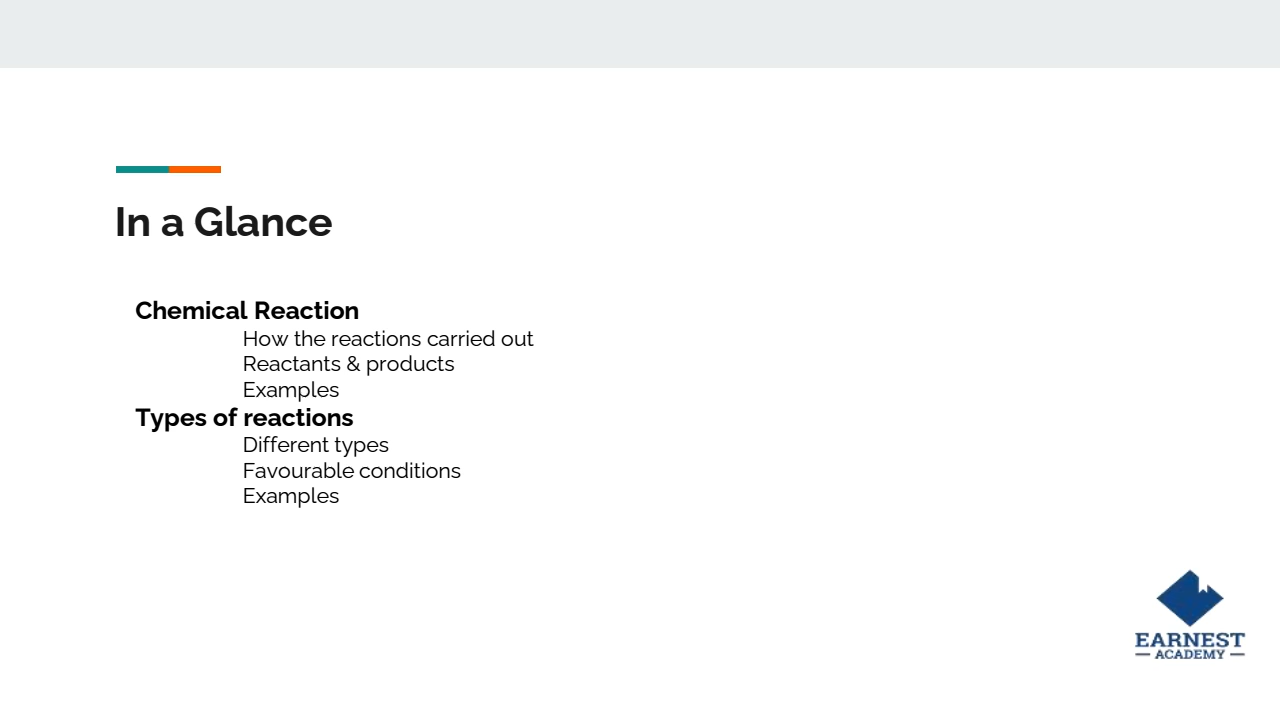 In a Glance
Chemical Reaction
How the reactions carried out
Reactants & products
Examples
Types of reactions
Different types
Favourable conditions
Examples
EARNEST
ACADEMY